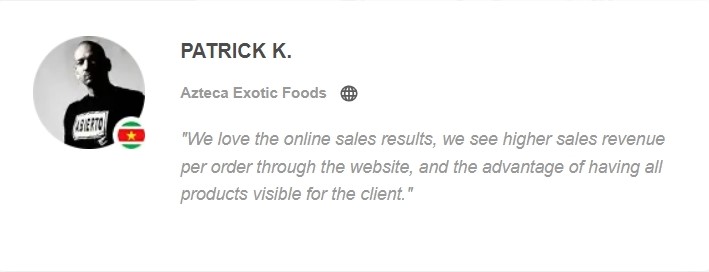 PATRICK K.
Azteca Exotic Foods
ABIERTO
"We love the online sales results, we see higher sales revenue
per order through the website, and the advantage of having all
products visible for the client."